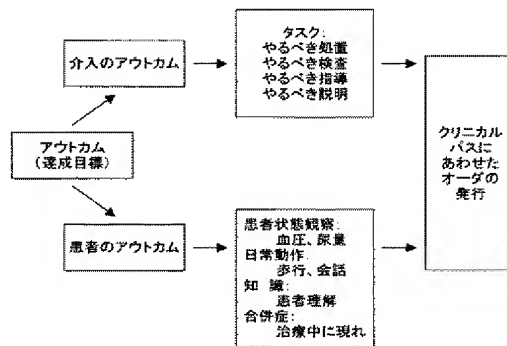 タスク:
やるべき処置
やるべき検査
やるべき指導
やるべき説明
介入のアウトカム
アウトカム
(達成目標)
クリニカル
パスに
あわせた
オーダの
発行
患者のアウトカム
患者状態観察:
血圧、尿量
日常動作:
歩行、会話
知 識:
患者理解
合併症:
治療中に現れ